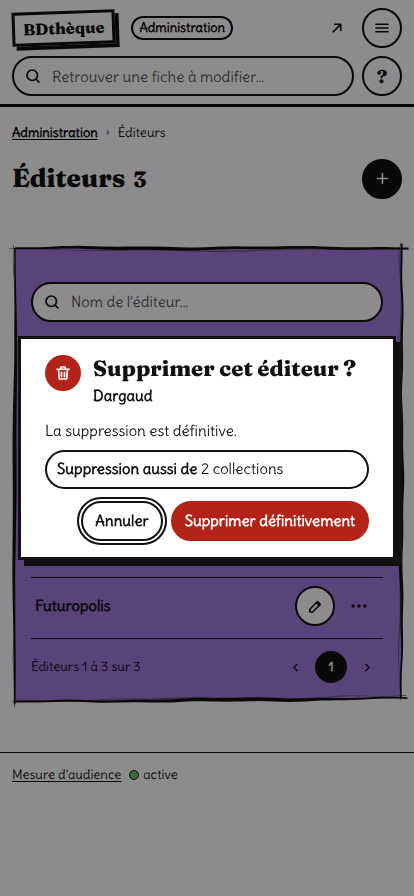 BDthèque
Administration
Retrouver une fiche à modifier...
?
Administration › Éditeurs
Éditeurs 3
Nom de l'éditeur...
Supprimer cet éditeur ?
Dargaud
La suppression est définitive.
Suppression aussi de 2 collections
Annuler
Supprimer définitivement
Futuropolis
Éditeurs 1 à 3 sur 3
1
Mesure d'audience
active